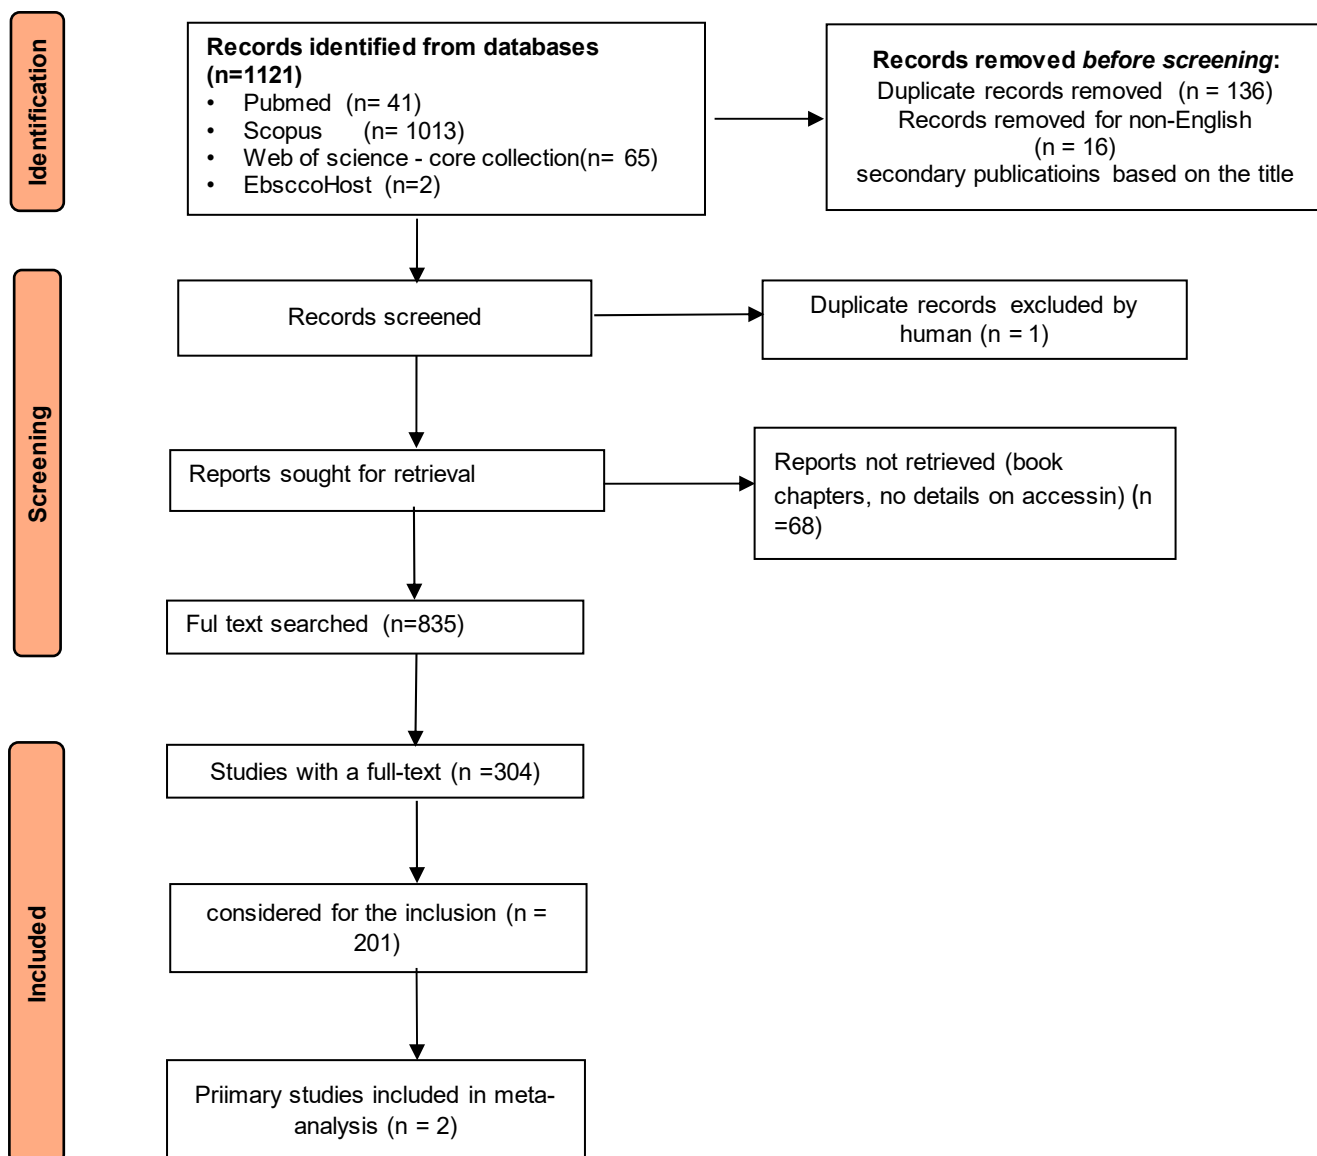 Identification
Records identified from databases
(n=1121)
• Pubmed (n= 41)
• Scopus (n= 1013)
• Web of science - core collection(n= 65)
• EbsccoHost (n=2)
Records removed before screening:
Duplicate records removed (n = 136)
Records removed for non-English
(n = 16)
secondary publicatioins based on the title
Screening
Records screened
Duplicate records excluded by
human (n = 1)
Reports sought for retrieval
Reports not retrieved (book
chapters, no details on accessin) (n
=68)
Ful text searched (n=835)
Included
Studies with a full-text (n =304)
considered for the inclusion (n =
201)
Priimary studies included in meta-
analysis (n = 2)